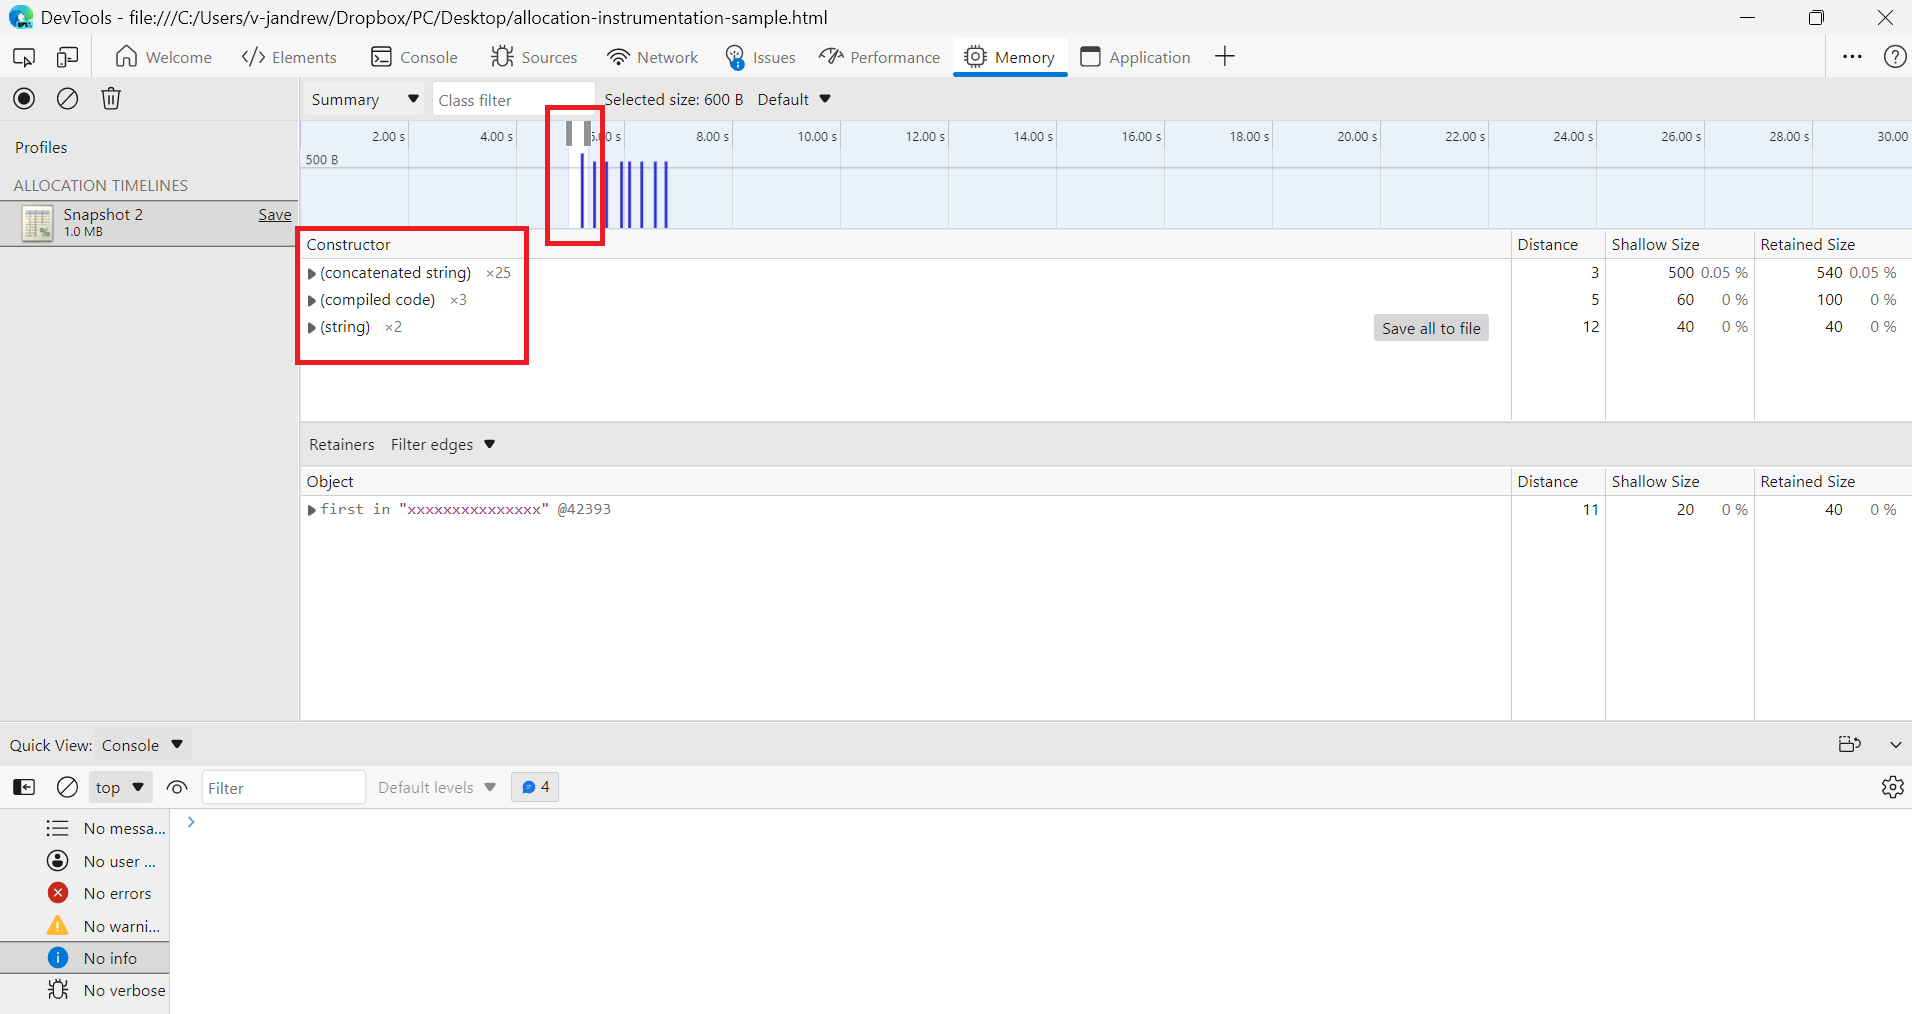 DevTools - file:///C:/Users/v-jandrew/Dropbox/PC/Desktop/allocation-instrumentation-sample.html
Welcome </> Elements Console Sources Network Issues Performance Memory Application
Summary Class filter Selected size: 600 B Default
Profiles
ALLOCATION TIMELINES
Snapshot 2 Save
1.0 MB
2.00 s 4.00 s 6.00 s 8.00 s 10.00 s 12.00 s 14.00 s 16.00 s 18.00 s 20.00 s 22.00 s 24.00 s 26.00 s 28.00 s 30.00
500 B
Constructor Distance Shallow Size Retained Size
(concatenated string) ×25 3 500 0.05 % 540 0.05 %
(compiled code) ×3 5 60 0 % 100 0 %
(string) ×2 Save all to file 12 40 0 % 40 0 %
Retainers Filter edges
Object Distance Shallow Size Retained Size
first in "xxxxxxxxxxxxxxx" @42393 11 20 0 % 40 0 %
Quick View: Console
top Filter Default levels 4
No messa...
No user ...
No errors
No warni...
No info
No verbose